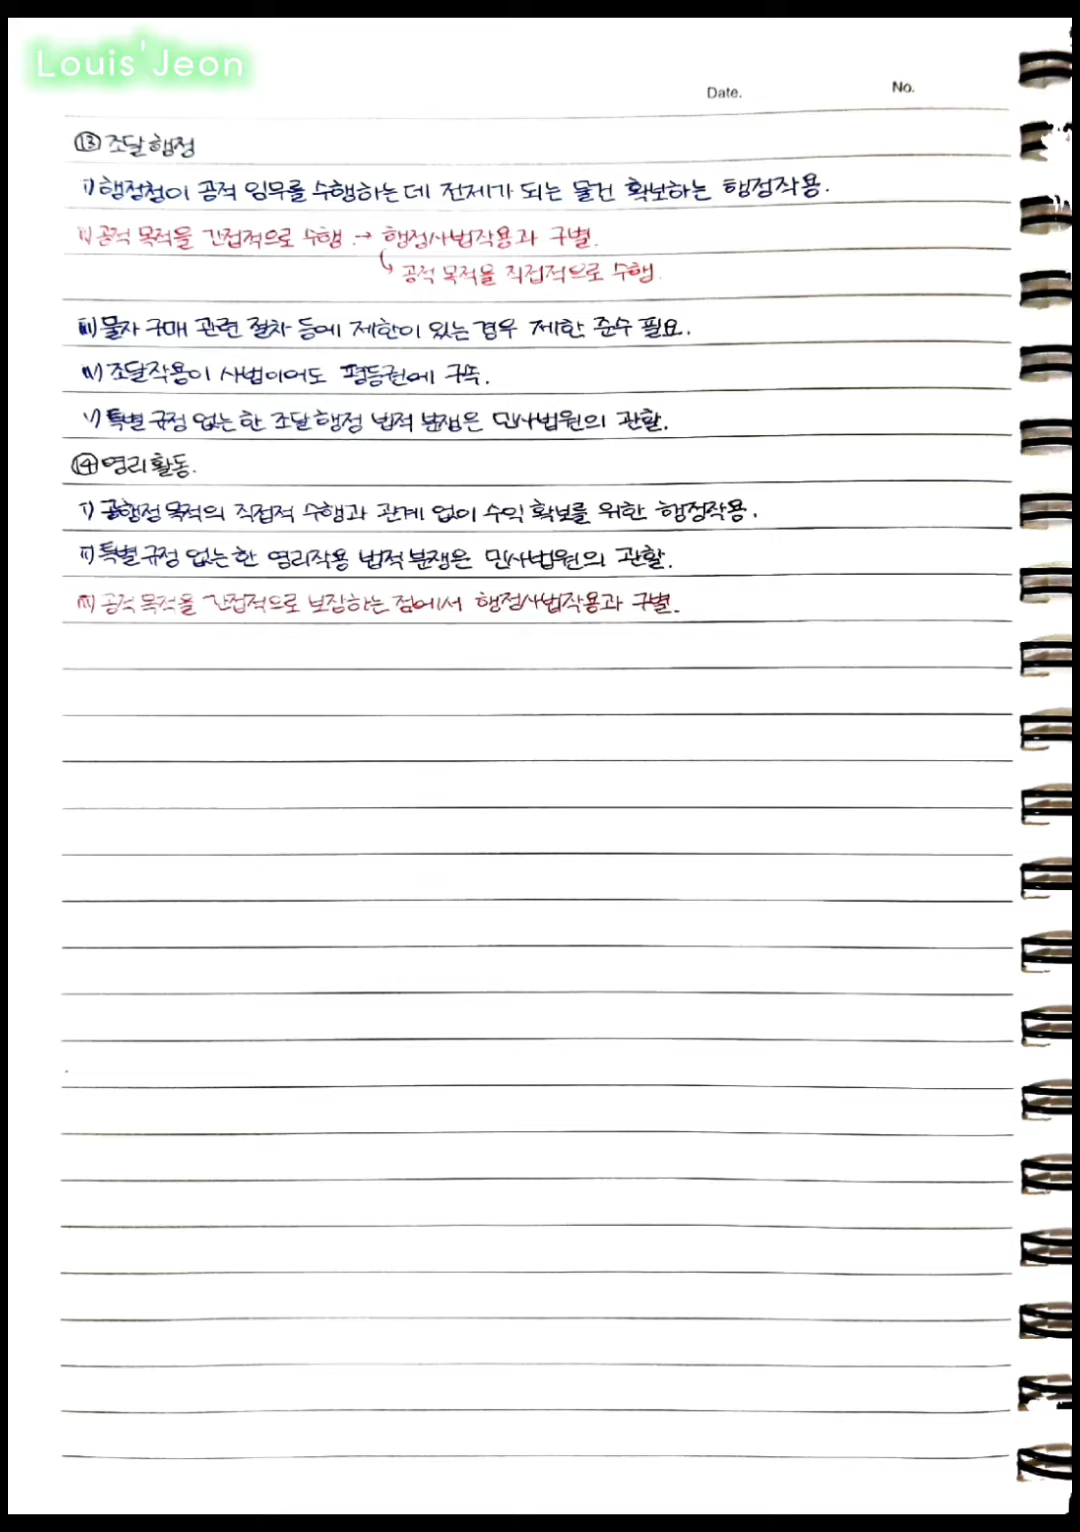 Louis'Jeon
Date.
No.
⑬ 조달행정
i) 행정청이 공적 임무를 수행하는데 전제가 되는 물건 확보하는 행정작용.
ii) 공적 목적을 간접적으로 수행 → 행정사법작용과 구별.
공적 목적을 직접적으로 수행.
iii) 물자 구매 관련 절차 등에 제한이 있는 경우 제한 준수 필요.
iv) 조달작용이 사법이어도 평등권에 구속.
v) 특별 규정 없는 한 조달행정 법적 분쟁은 민사법원의 관할.
⑭ 영리활동.
i) 공행정 목적의 직접적 수행과 관계 없이 수익 확보를 위한 행정작용.
ii) 특별 규정 없는 한 영리작용 법적 분쟁은 민사법원의 관할.
iii) 공적 목적을 간접적으로 보장하는 점에서 행정사법작용과 구별.